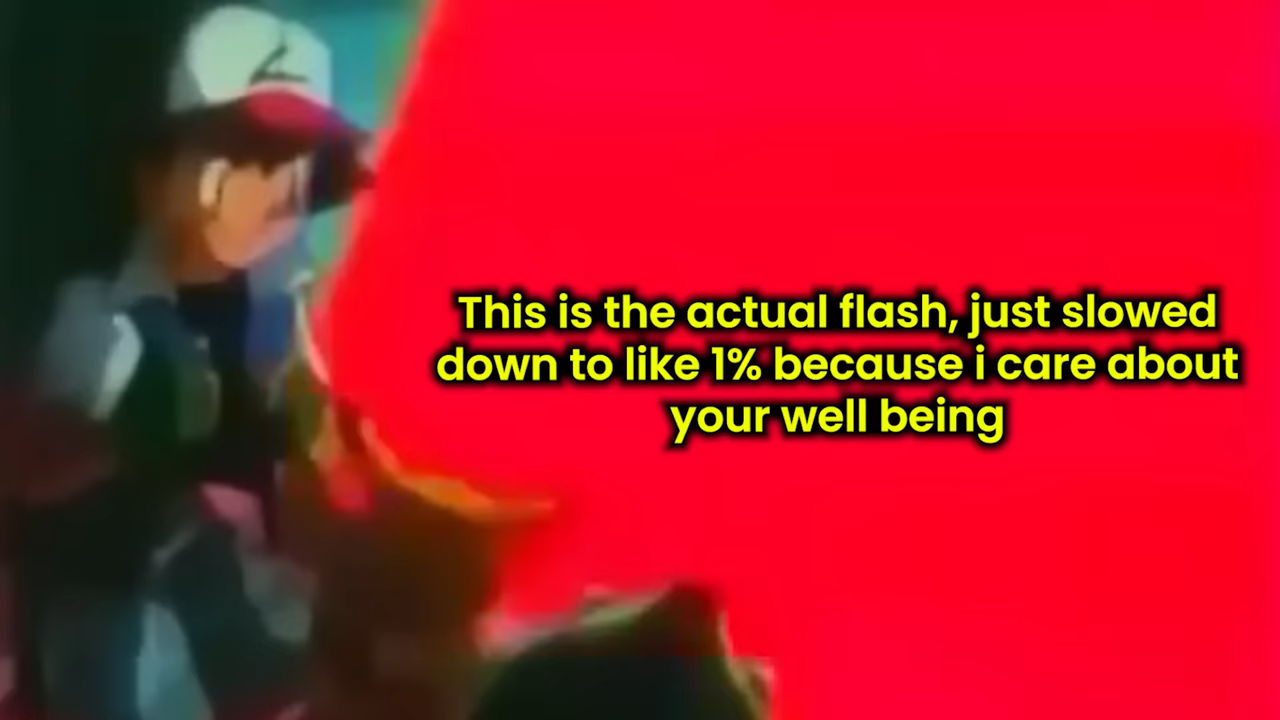 This is the actual flash, just slowed
down to like 1% because i care about
your well being